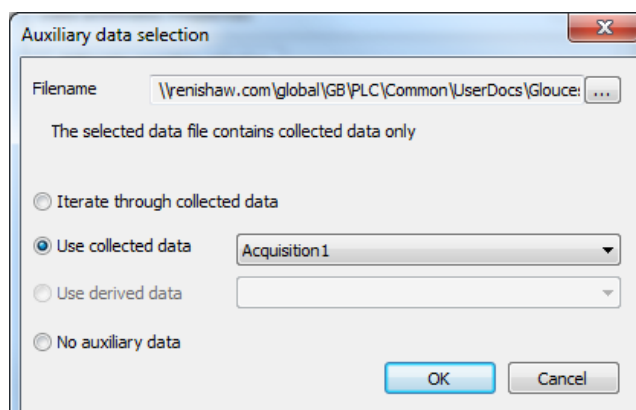 Auxiliary data selection
Filename \\renishaw.com\global\GB\PLC\Common\UserDocs\Glouce: ...
The selected data file contains collected data only
Iterate through collected data
Use collected data Acquisition1
Use derived data
No auxiliary data
OK Cancel